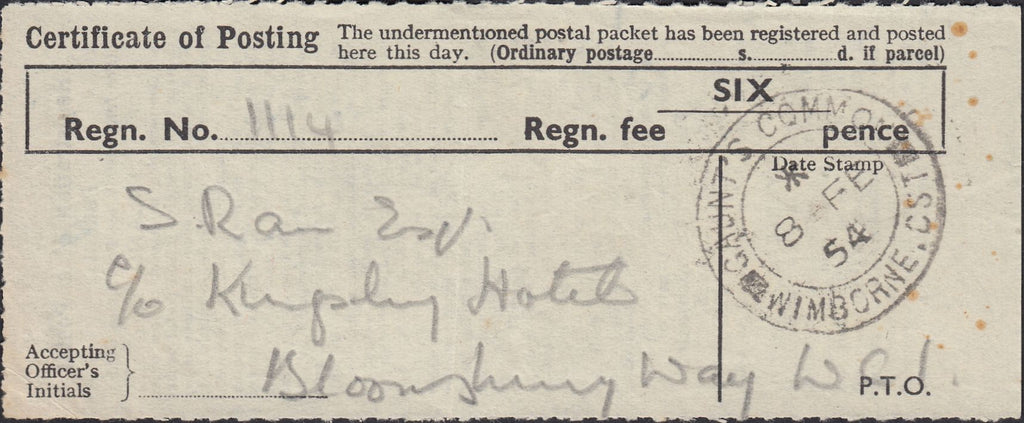 Certificate of Posting The undermentioned postal packet has been registered and posted
here this day. (Ordinary postage..................s..................d. if parcel)
SIX
Regn. No. 1114 Regn. fee pence
Date Stamp
GAUNT'S COMMON
* 8 FE 54
WIMBORNE. CST
S. Ram Esq.
c/o Kingsley Hotel
Bloomsbury Way W.C.1.
Accepting
Officer's
Initials
P.T.O.